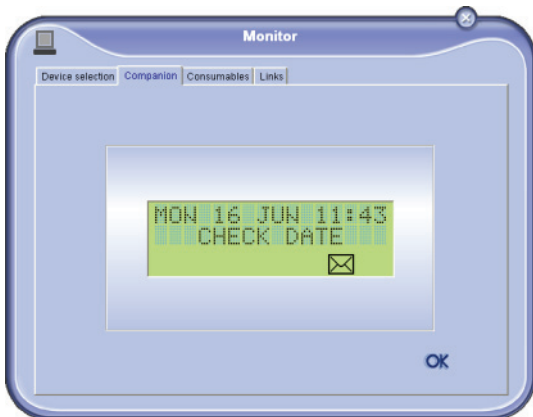 Monitor
Device selection Companion Consumables Links
MON 16 JUN 11:43
CHECK DATE
OK